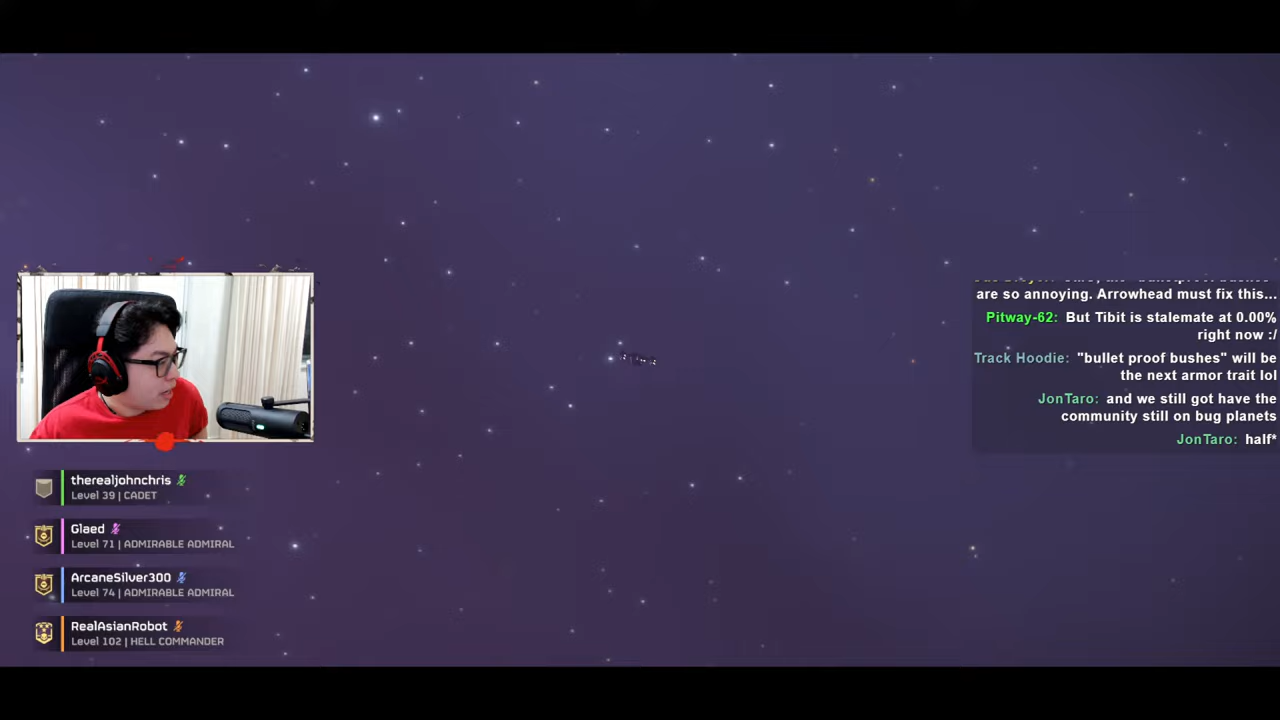 are so annoying. Arrowhead must fix this...
Pitway-62: But Tibit is stalemate at 0.00%
right now :/
Track Hoodie: "bullet proof bushes" will be
the next armor trait lol
JonTaro: and we still got have the
community still on bug planets
JonTaro: half*
therealjohnchris
Level 39 | CADET
Glaed
Level 71 | ADMIRABLE ADMIRAL
ArcaneSilver300
Level 74 | ADMIRABLE ADMIRAL
RealAsianRobot
Level 102 | HELL COMMANDER